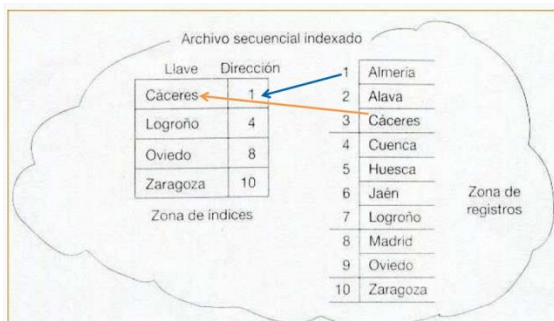 Archivo secuencial indexado
Llave Dirección
Cáceres 1
Logroño 4
Oviedo 8
Zaragoza 10
Zona de índices
1 Almería
2 Alava
3 Cáceres
4 Cuenca
5 Huesca
6 Jaén
7 Logroño
8 Madrid
9 Oviedo
10 Zaragoza
Zona de
registros